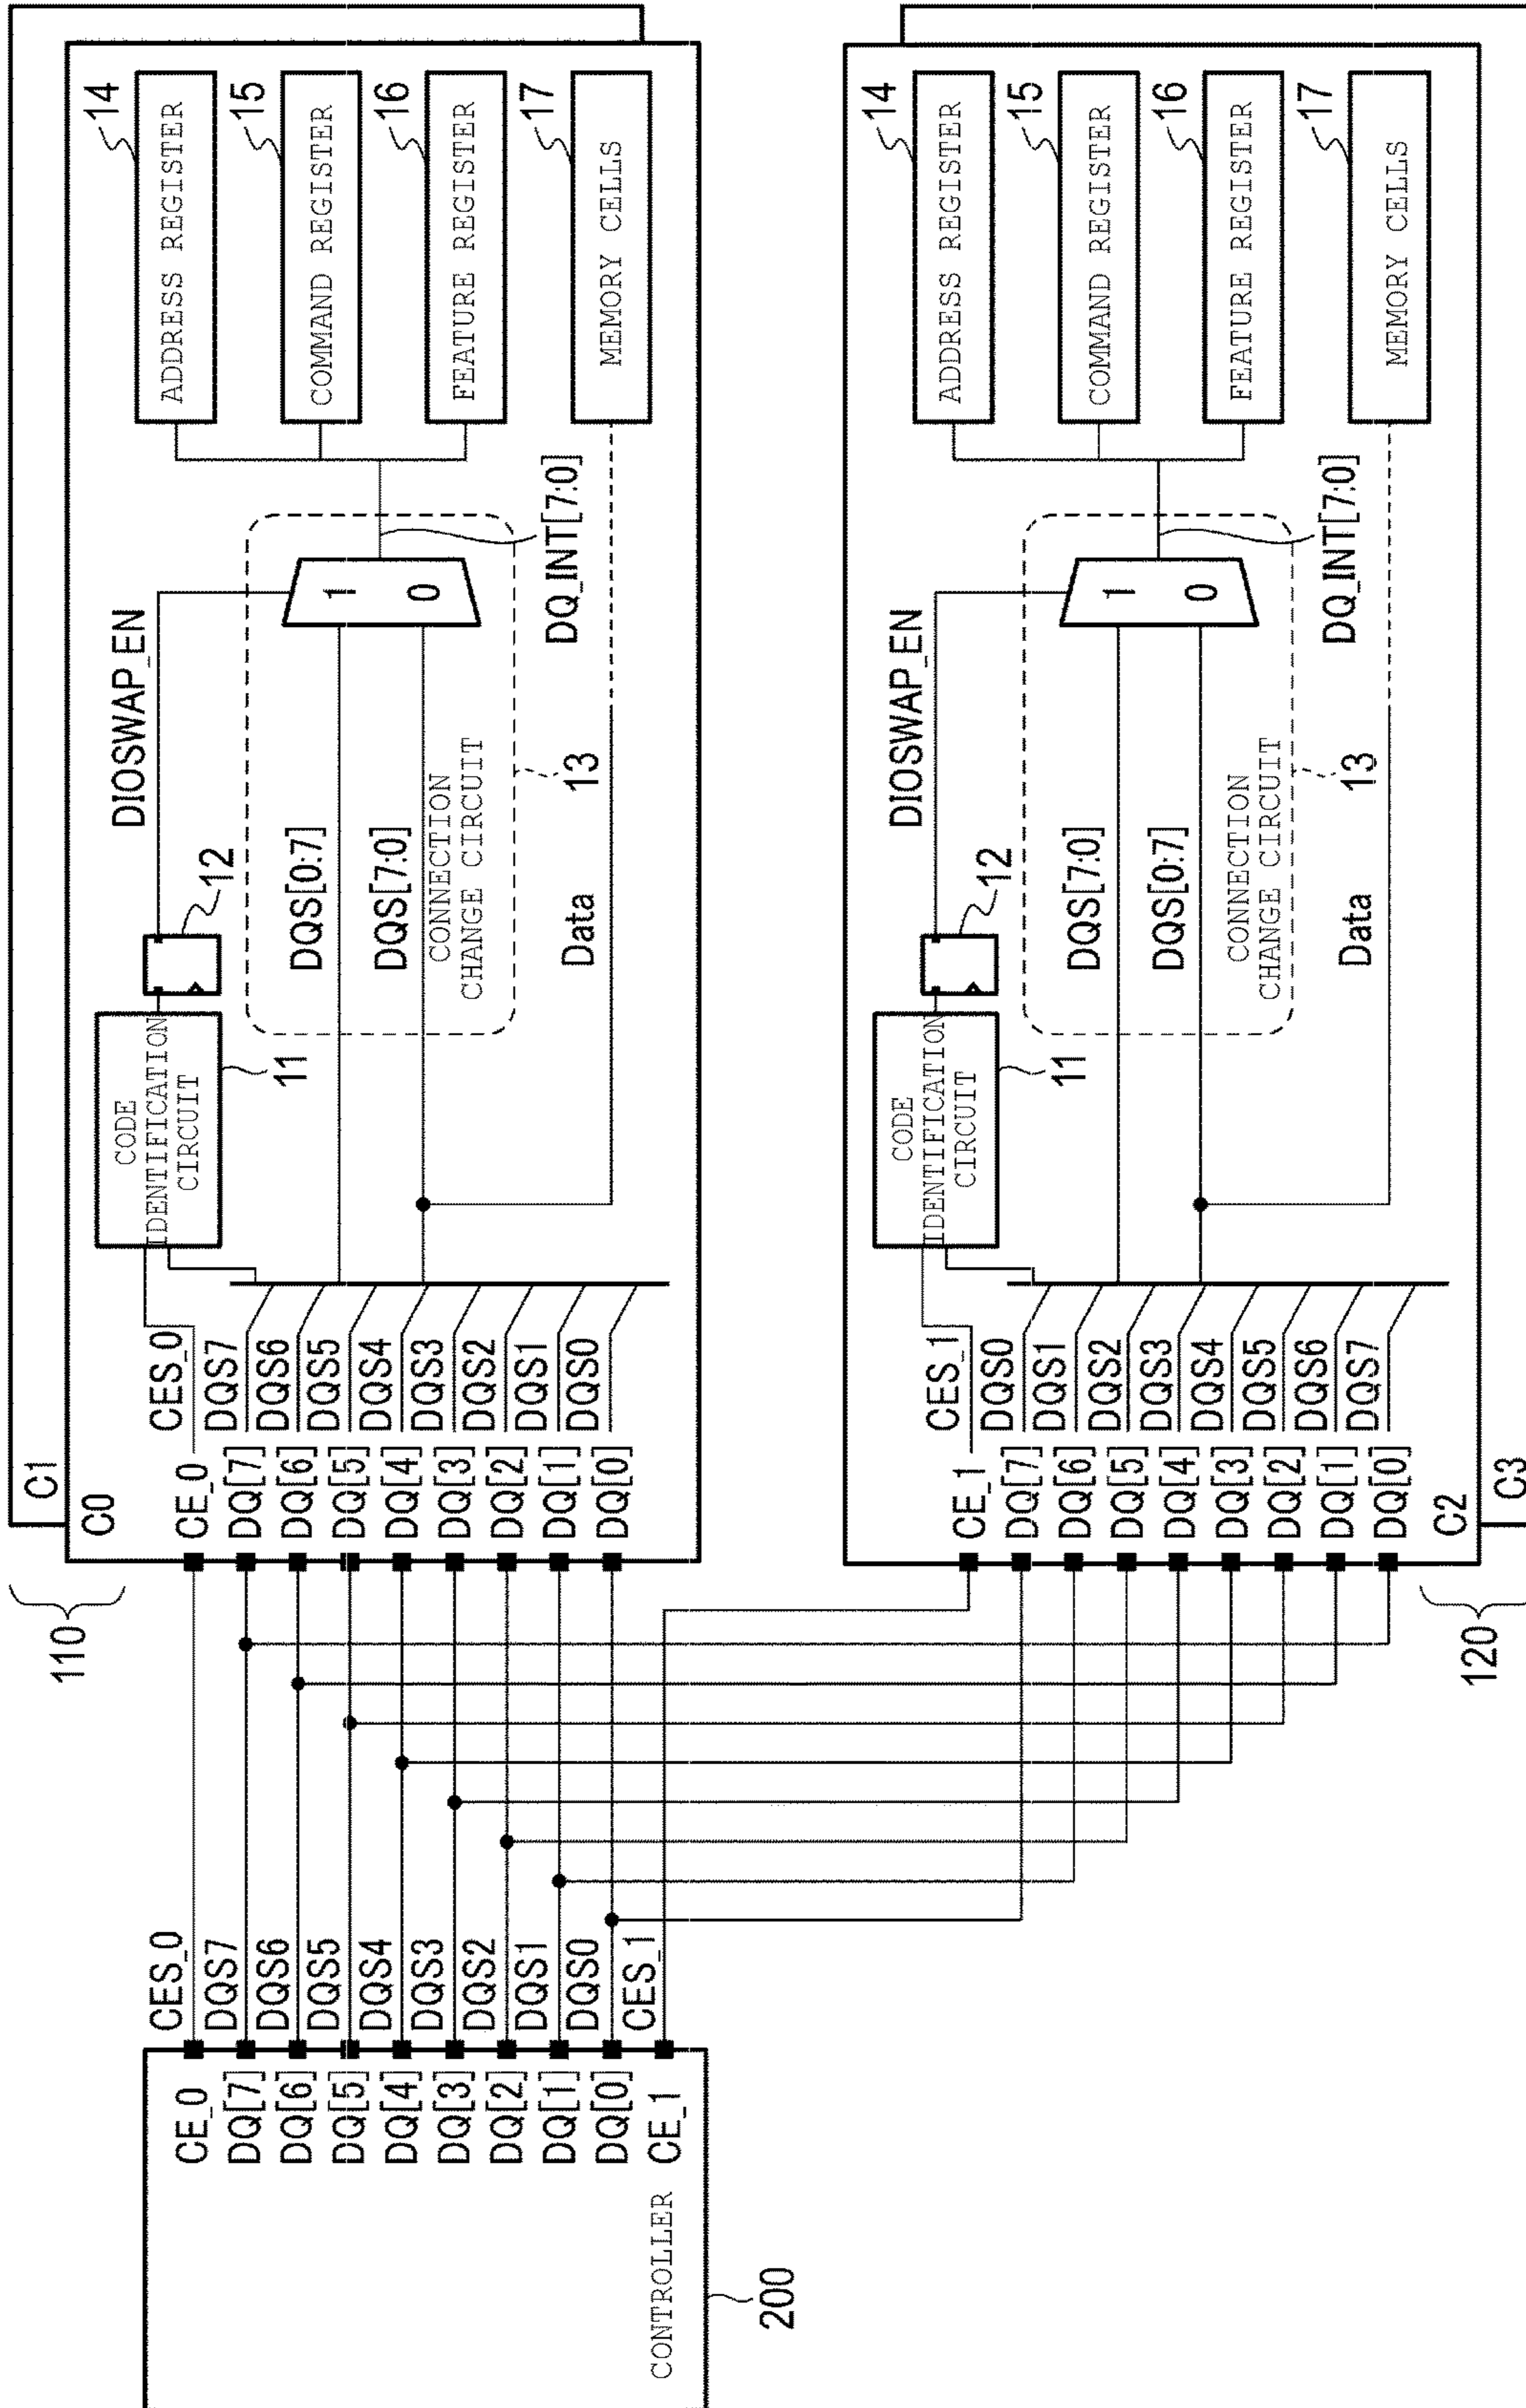 CONTROLLER
200
CE_0
DQ[7]
DQ[6]
DQ[5]
DQ[4]
DQ[3]
DQ[2]
DQ[1]
DQ[0]
CE_1
CES_0
DQS7
DQS6
DQS5
DQS4
DQS3
DQS2
DQS1
DQS0
CES_1
110
C1
C0
CE_0
CES_0
DQ[7]
DQS7
DQ[6]
DQS6
DQ[5]
DQS5
DQ[4]
DQS4
DQ[3]
DQS3
DQ[2]
DQS2
DQ[1]
DQS1
DQ[0]
DQS0
CODE
IDENTIFICATION
CIRCUIT
11
12
DIOSWAP_EN
DQS[0:7]
DQS[7:0]
CONNECTION
CHANGE CIRCUIT
13
Data
1
0
DQ_INT[7:0]
ADDRESS REGISTER
14
COMMAND REGISTER
15
FEATURE REGISTER
16
MEMORY CELLS
17
120
C2
C3
CE_1
CES_1
DQ[7]
DQS0
DQ[6]
DQS1
DQ[5]
DQS2
DQ[4]
DQS3
DQ[3]
DQS4
DQ[2]
DQS5
DQ[1]
DQS6
DQ[0]
DQS7
CODE
IDENTIFICATION
CIRCUIT
11
12
DIOSWAP_EN
DQS[7:0]
DQS[0:7]
CONNECTION
CHANGE CIRCUIT
13
Data
1
0
DQ_INT[7:0]
ADDRESS REGISTER
14
COMMAND REGISTER
15
FEATURE REGISTER
16
MEMORY CELLS
17